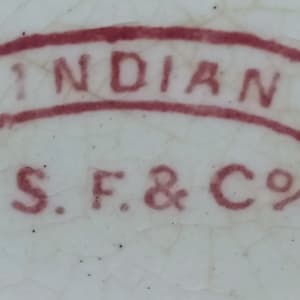 INDIAN
S. F. & Co